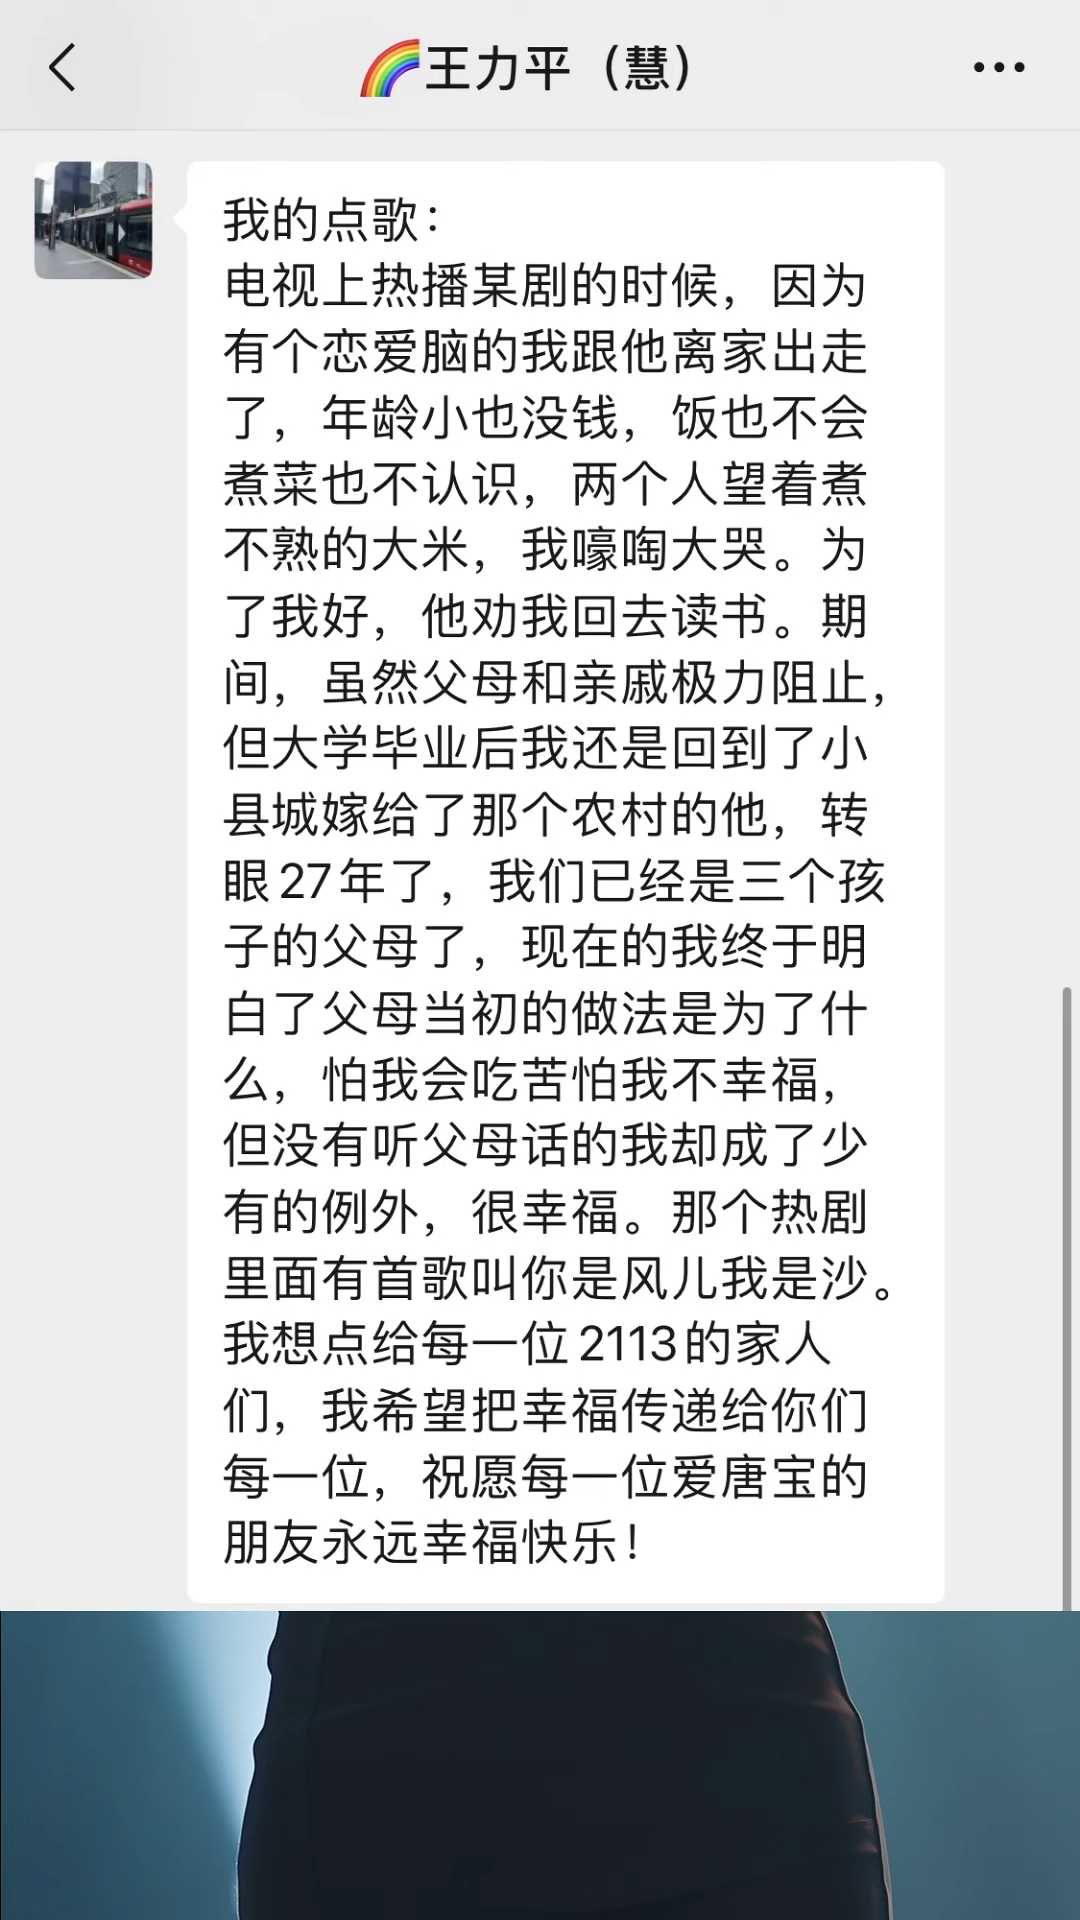 🌈王力平（慧）
我的点歌：
电视上热播某剧的时候，因为
有个恋爱脑的我跟他离家出走
了，年龄小也没钱，饭也不会
煮菜也不认识，两个人望着煮
不熟的大米，我嚎啕大哭。为
了我好，他劝我回去读书。期
间，虽然父母和亲戚极力阻止，
但大学毕业后我还是回到了小
县城嫁给了那个农村的他，转
眼27年了，我们已经是三个孩
子的父母了，现在的我终于明
白了父母当初的做法是为了什
么，怕我会吃苦怕我不幸福，
但没有听父母话的我却成了少
有的例外，很幸福。那个热剧
里面有首歌叫你是风儿我是沙。
我想点给每一位2113的家人
们，我希望把幸福传递给你们
每一位，祝愿每一位爱唐宝的
朋友永远幸福快乐！